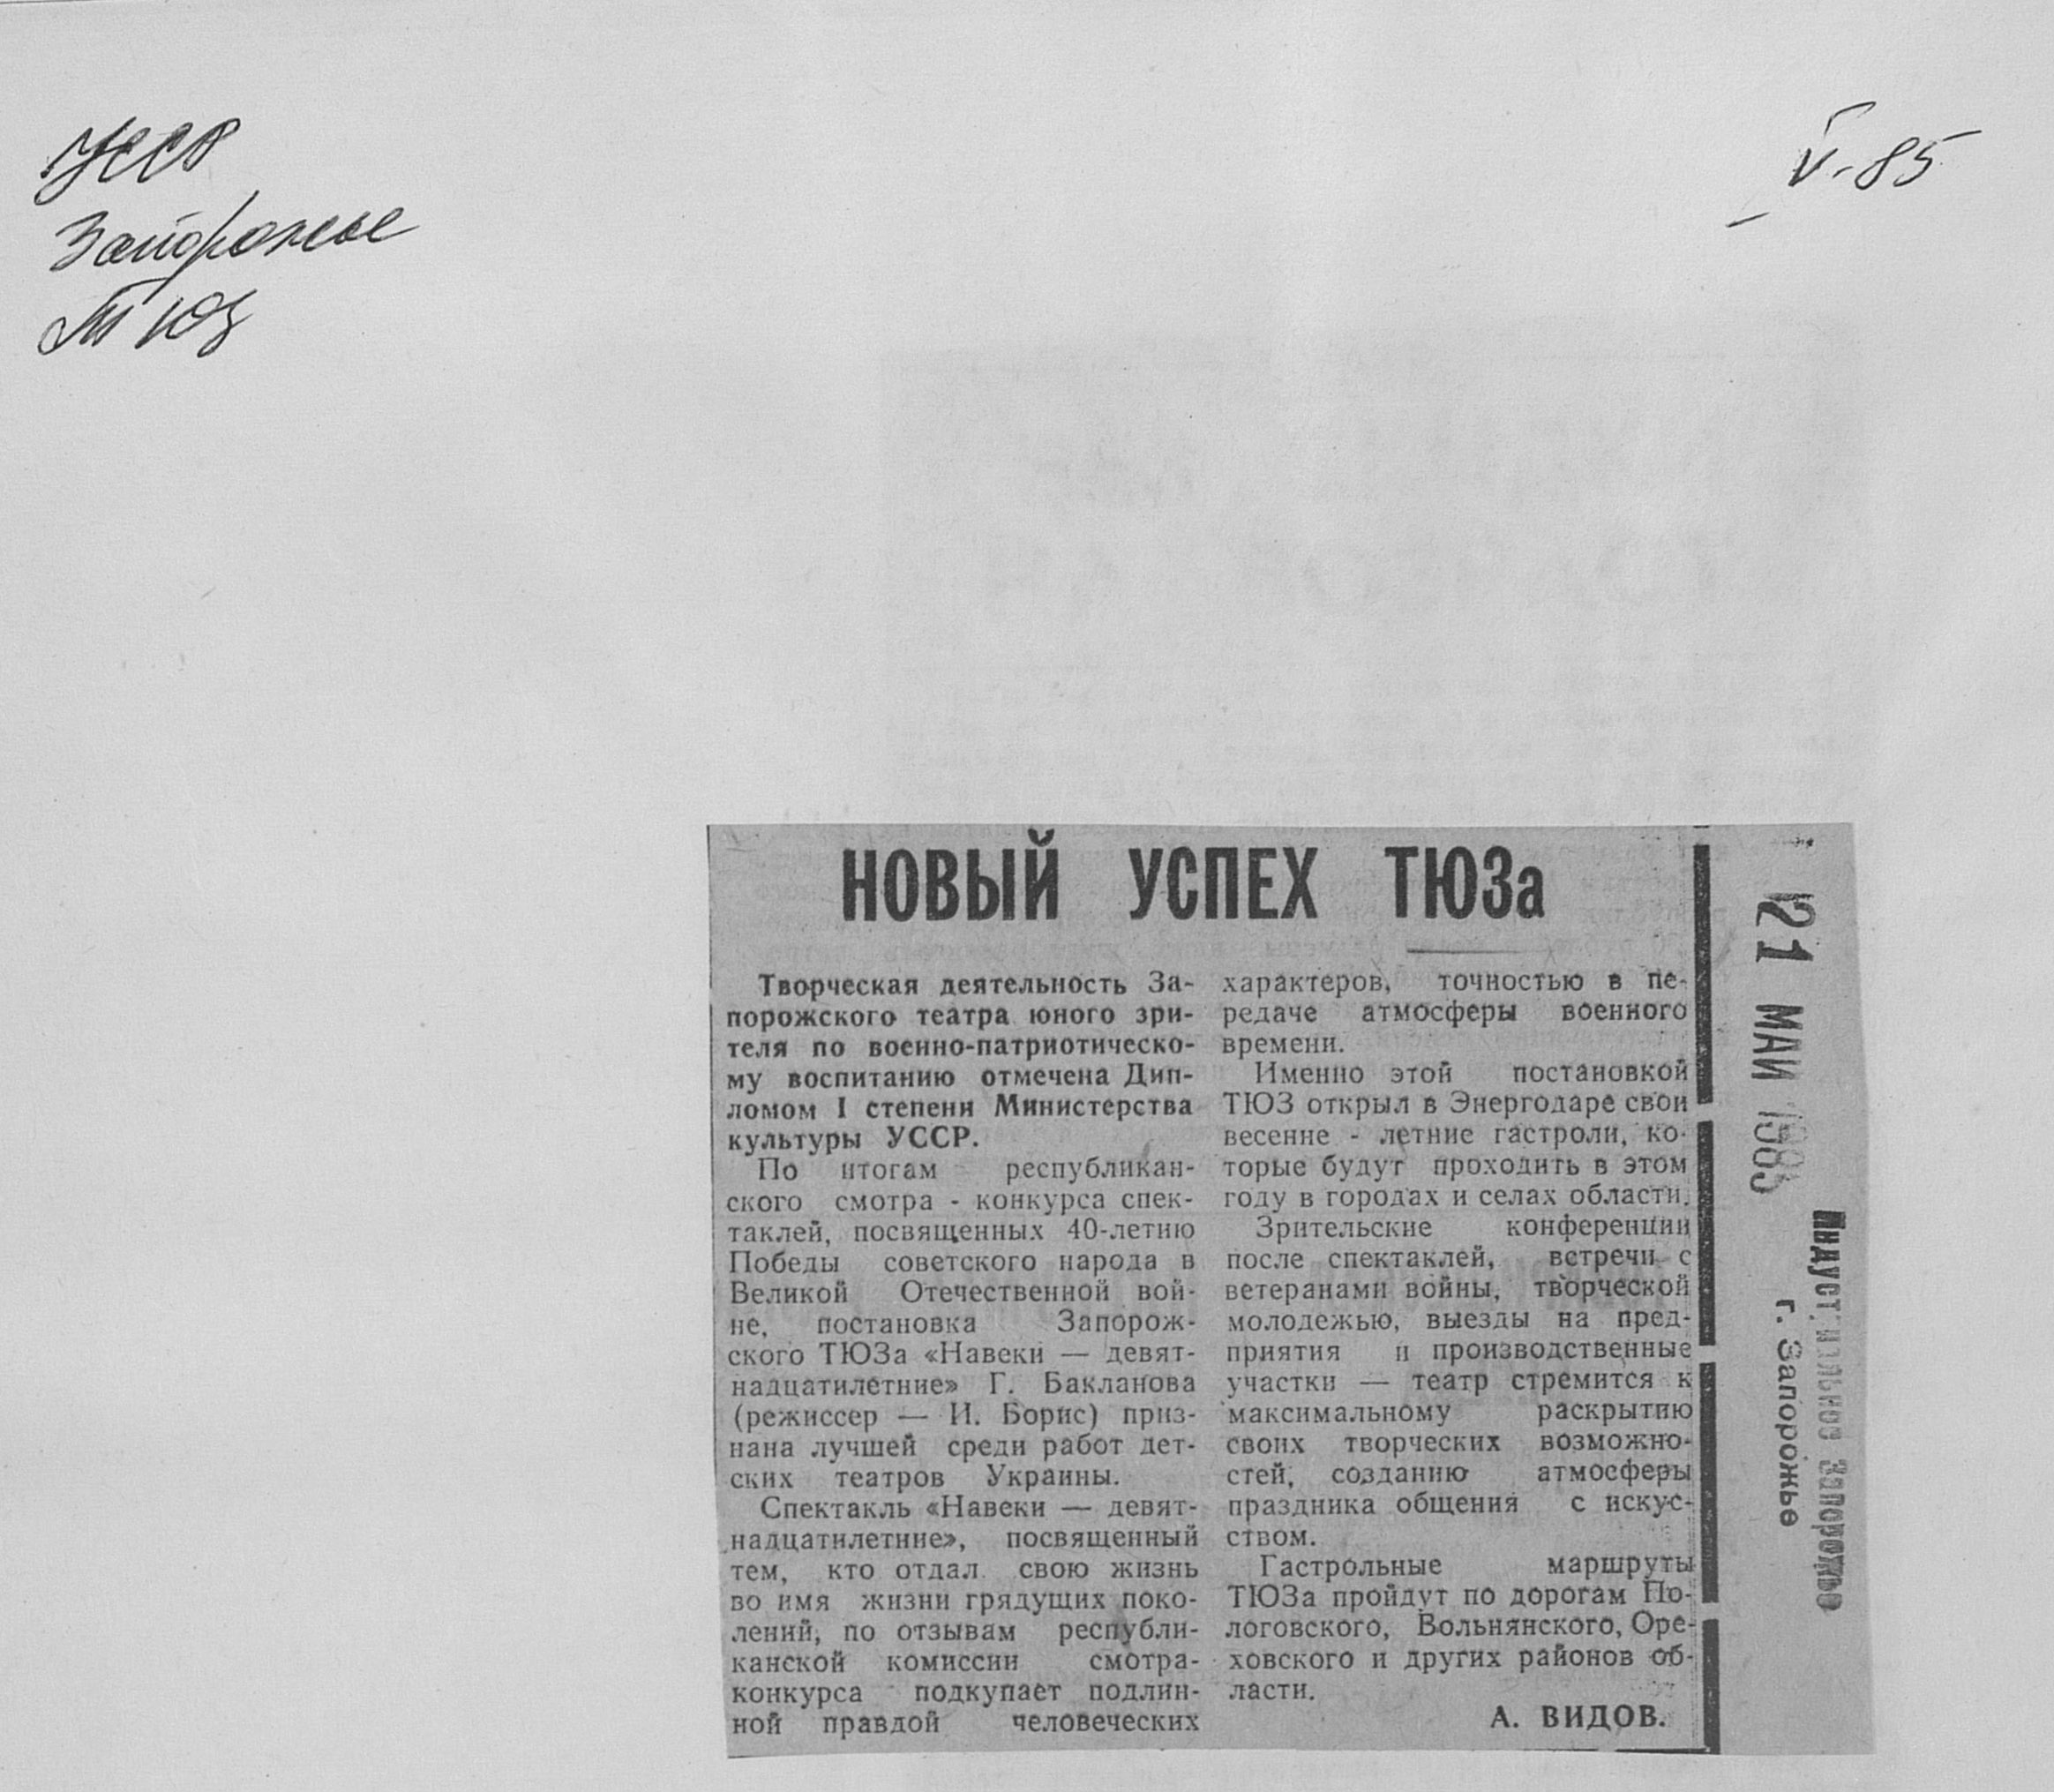 УССР
Запорожье
ТЮЗ
V-85
НОВЫЙ УСПЕХ ТЮЗа
Творческая деятельность За-
порожского театра юного зри-
теля по военно-патриотическо-
му воспитанию отмечена Дип-
ломом I степени Министерства
культуры УССР.
По итогам республикан-
ского смотра - конкурса спек-
таклей, посвященных 40-летию
Победы советского народа в
Великой Отечественной вой-
не, постановка Запорож-
ского ТЮЗа «Навеки — девят-
надцатилетние» Г. Бакланова
(режиссер — И. Борис) приз-
нана лучшей среди работ дет-
ских театров Украины.
Спектакль «Навеки — девят-
надцатилетние», посвященный
тем, кто отдал свою жизнь
во имя жизни грядущих поко-
лений, по отзывам республи-
канской комиссии смотра-
конкурса подкупает подлин-
ной правдой человеческих
характеров, точностью в пе-
редаче атмосферы военного
времени.
Именно этой постановкой
ТЮЗ открыл в Энергодаре свои
весенне - летние гастроли, ко-
торые будут проходить в этом
году в городах и селах области.
Зрительские конференции
после спектаклей, встречи с
ветеранами войны, творческой
молодежью, выезды на пред-
приятия и производственные
участки — театр стремится к
максимальному раскрытию
своих творческих возможно-
стей, созданию атмосферы
праздника общения с искус-
ством.
Гастрольные маршруты
ТЮЗа пройдут по дорогам По-
логовского, Вольнянского, Оре-
ховского и других районов об-
ласти.
А. ВИДОВ.
21 МАИ 1985
Индустриальное Запорожье
г. Запорожье